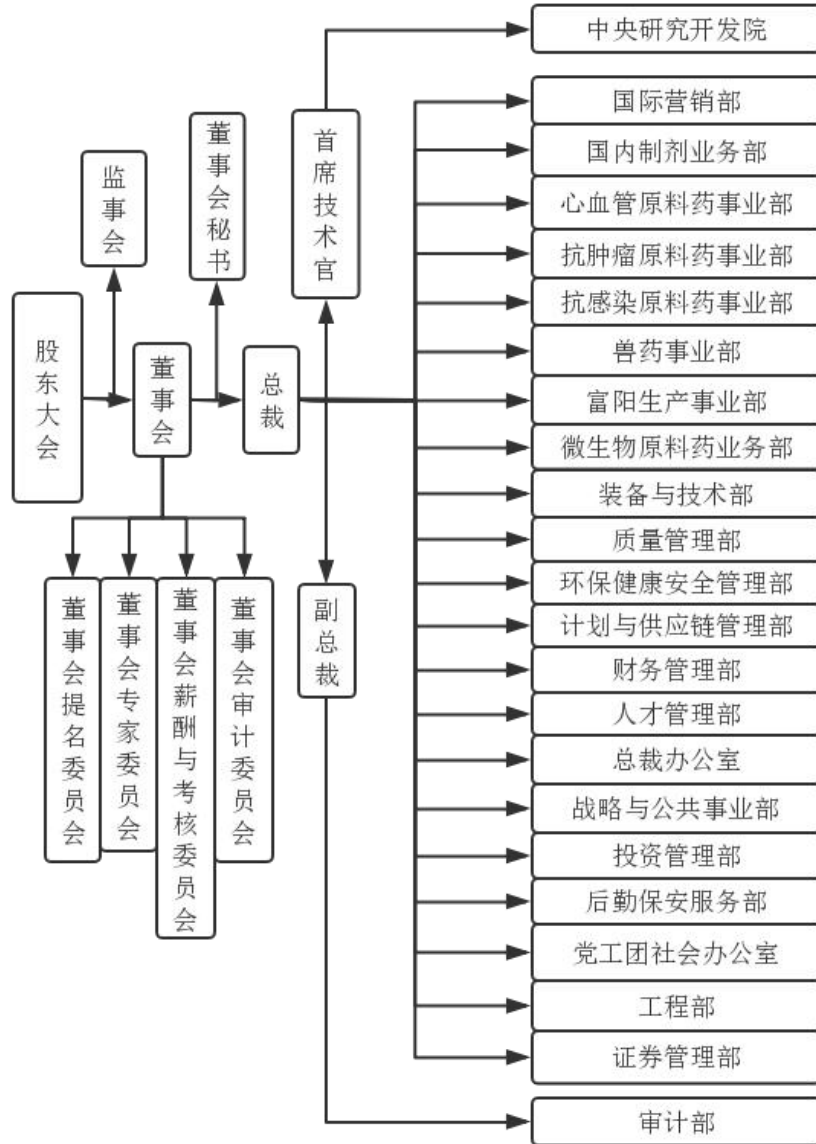 股东大会
监事会
董事会
董事会秘书
总裁
首席技术官
副总裁
董事会提名委员会
董事会专家委员会
董事会薪酬与考核委员会
董事会审计委员会
中央研究开发院
国际营销部
国内制剂业务部
心血管原料药事业部
抗肿瘤原料药事业部
抗感染原料药事业部
兽药事业部
富阳生产事业部
微生物原料药业务部
装备与技术部
质量管理部
环保健康安全管理部
计划与供应链管理部
财务管理部
人才管理部
总裁办公室
战略与公共事业部
投资管理部
后勤保安服务部
党工团社会办公室
工程部
证券管理部
审计部